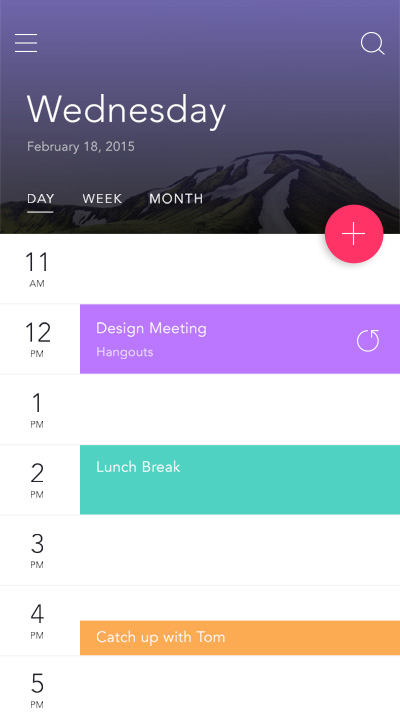 Wednesday
February 18, 2015
DAY WEEK MONTH
11
AM
12
PM
Design Meeting
Hangouts
1
PM
2
PM
Lunch Break
3
PM
4
PM
Catch up with Tom
5
PM